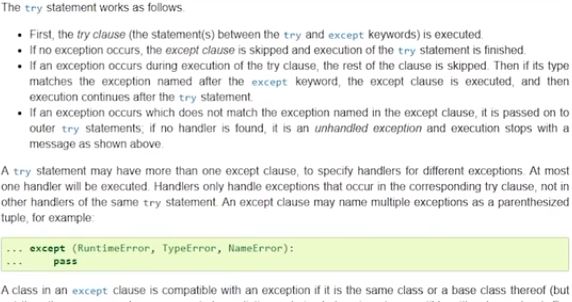 The try statement works as follows.
First, the try clause (the statement(s) between the try and except keywords) is executed.
If no exception occurs, the except clause is skipped and execution of the try statement is finished.
If an exception occurs during execution of the try clause, the rest of the clause is skipped. Then if its type
matches the exception named after the except keyword, the except clause is executed, and then
execution continues after the try statement.
If an exception occurs which does not match the exception named in the except clause, it is passed on to
outer try statements; if no handler is found, it is an unhandled exception and execution stops with a
message as shown above.
A try statement may have more than one except clause, to specify handlers for different exceptions. At most
one handler will be executed. Handlers only handle exceptions that occur in the corresponding try clause, not in
other handlers of the same try statement. An except clause may name multiple exceptions as a parenthesized
tuple, for example:
... except (RuntimeError, TypeError, NameError):
...     pass
A class in an except clause is compatible with an exception if it is the same class or a base class thereof (but